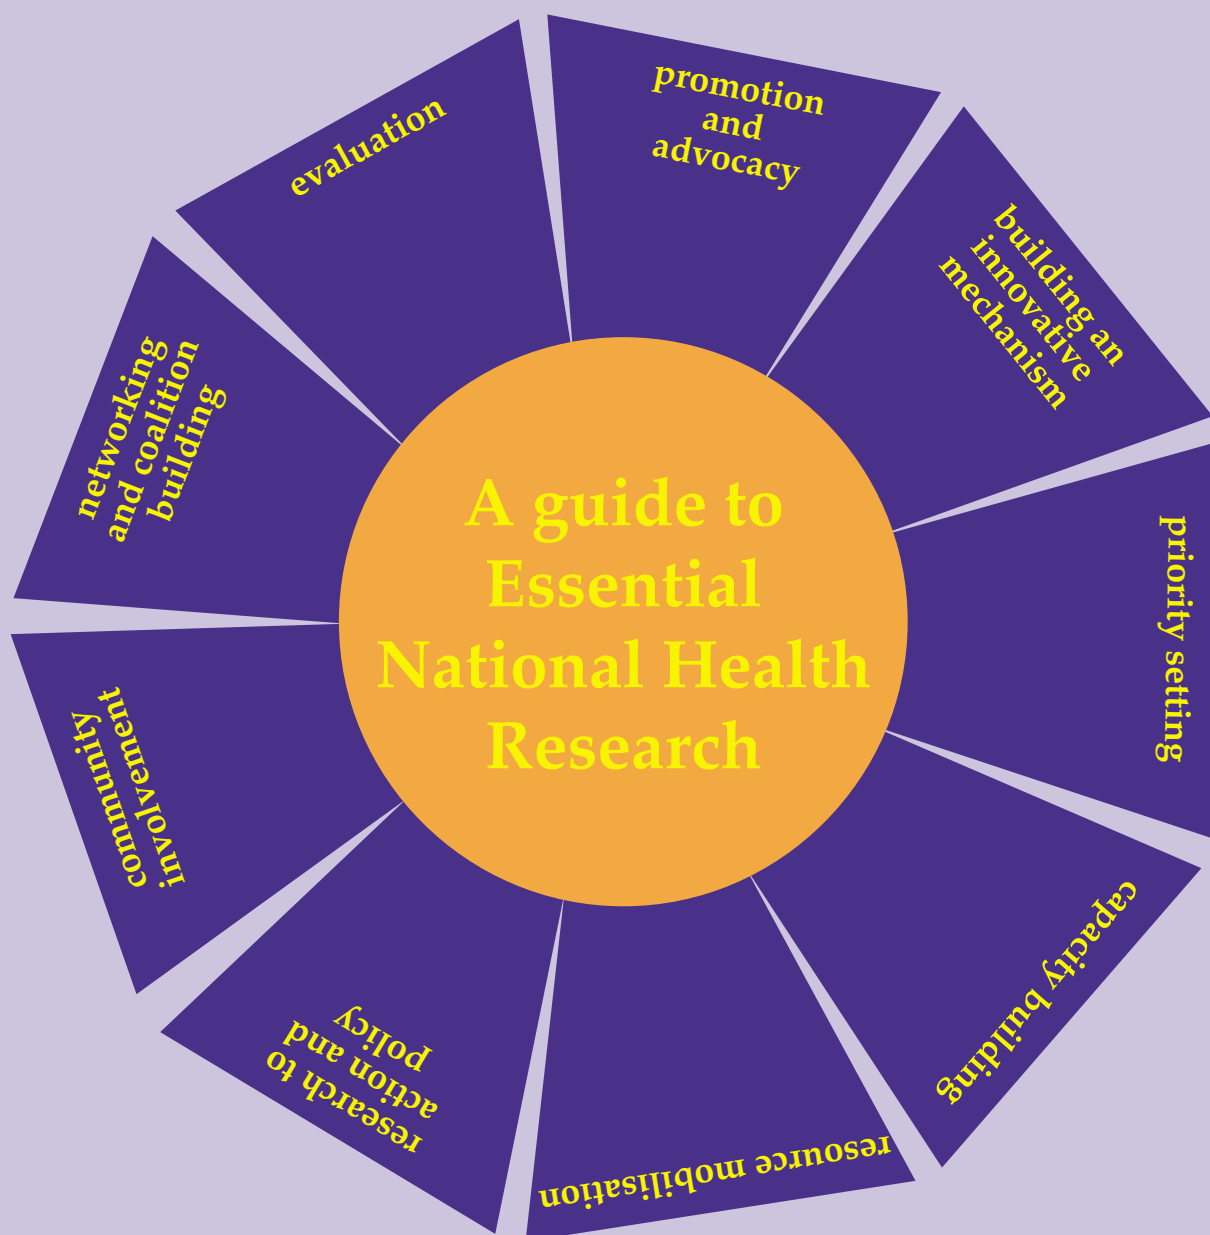 promotion
and
advocacy
building an
innovative
mechanism
priority setting
capacity building
resource mobilisation
research to
action and
policy
community
involvement
networking
and coalition
building
evaluation
A guide to
Essential
National Health
Research